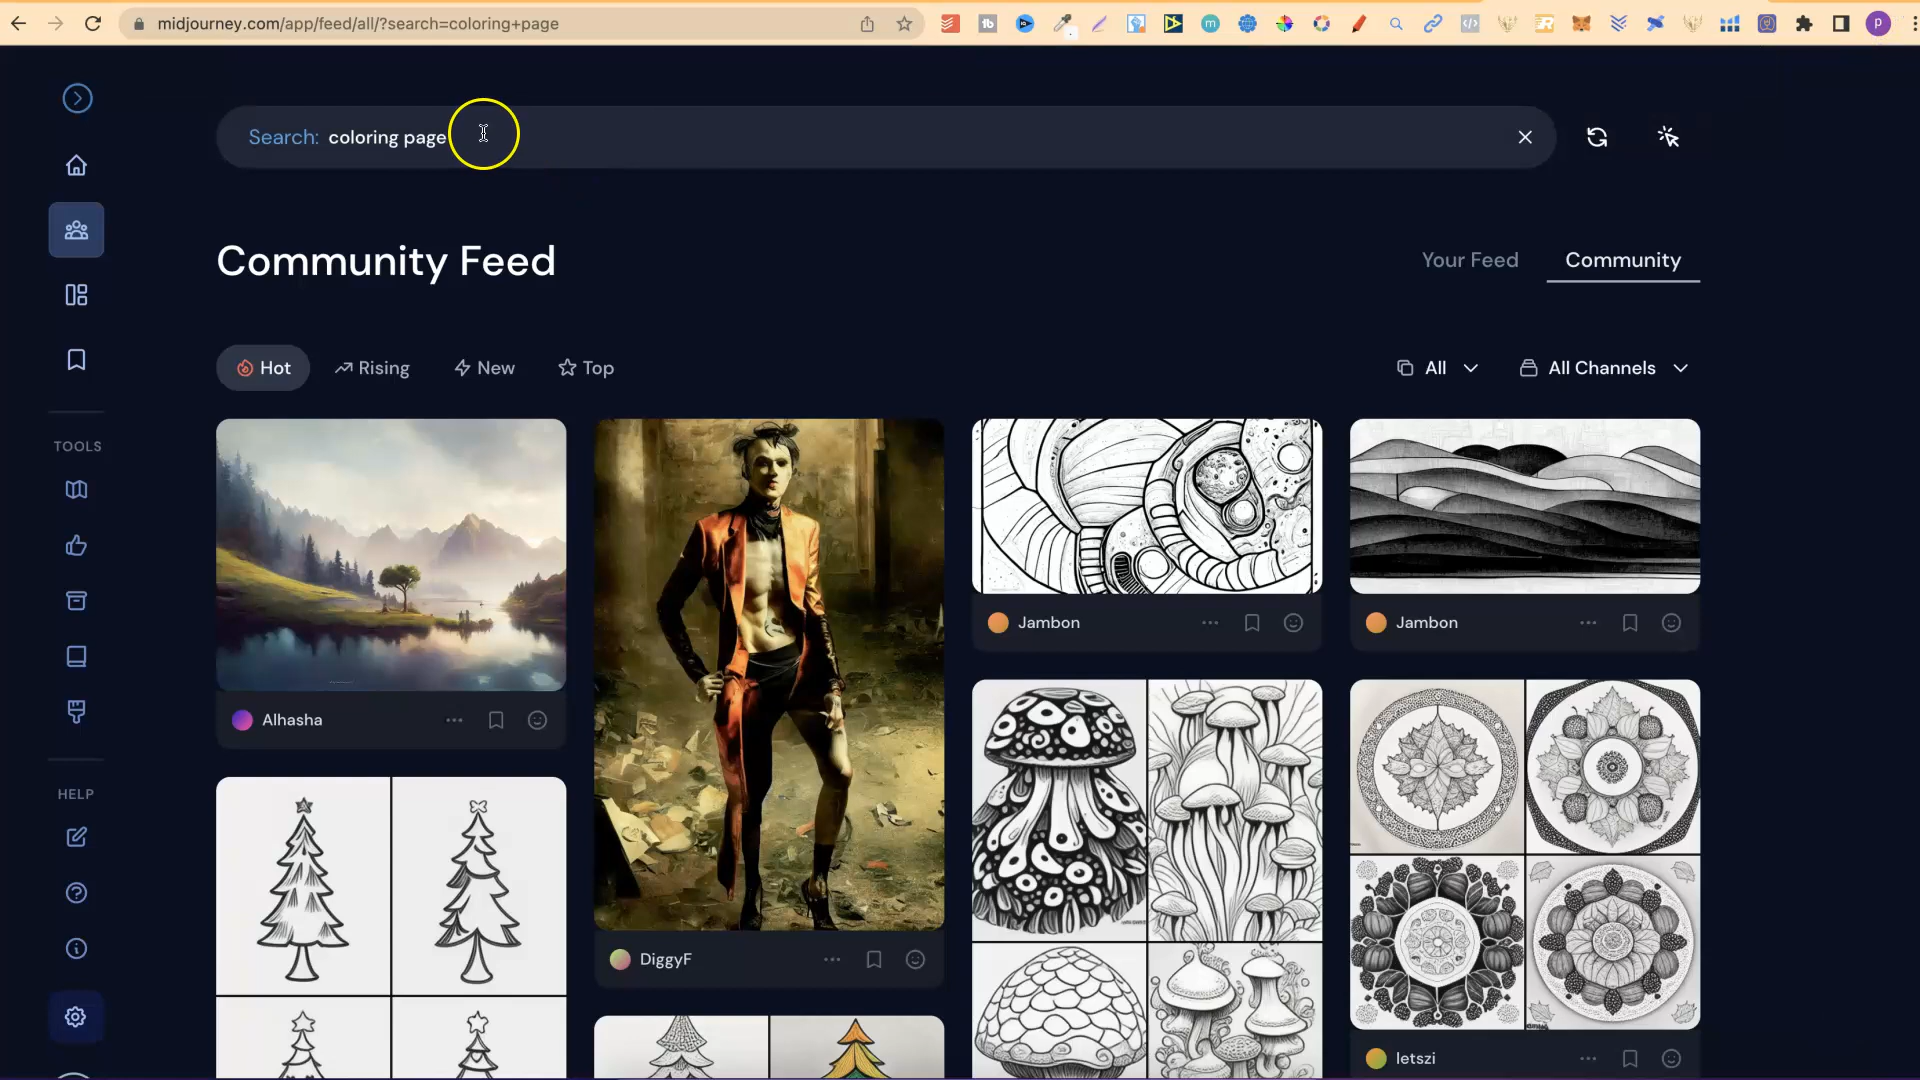 midjourney.com/app/feed/all/?search=coloring+page
Search: coloring page
Community Feed
Your Feed
Community
Hot
Rising
New
Top
All
All Channels
TOOLS
HELP
Jambon
Jambon
Alhasha
DiggyF
letszi